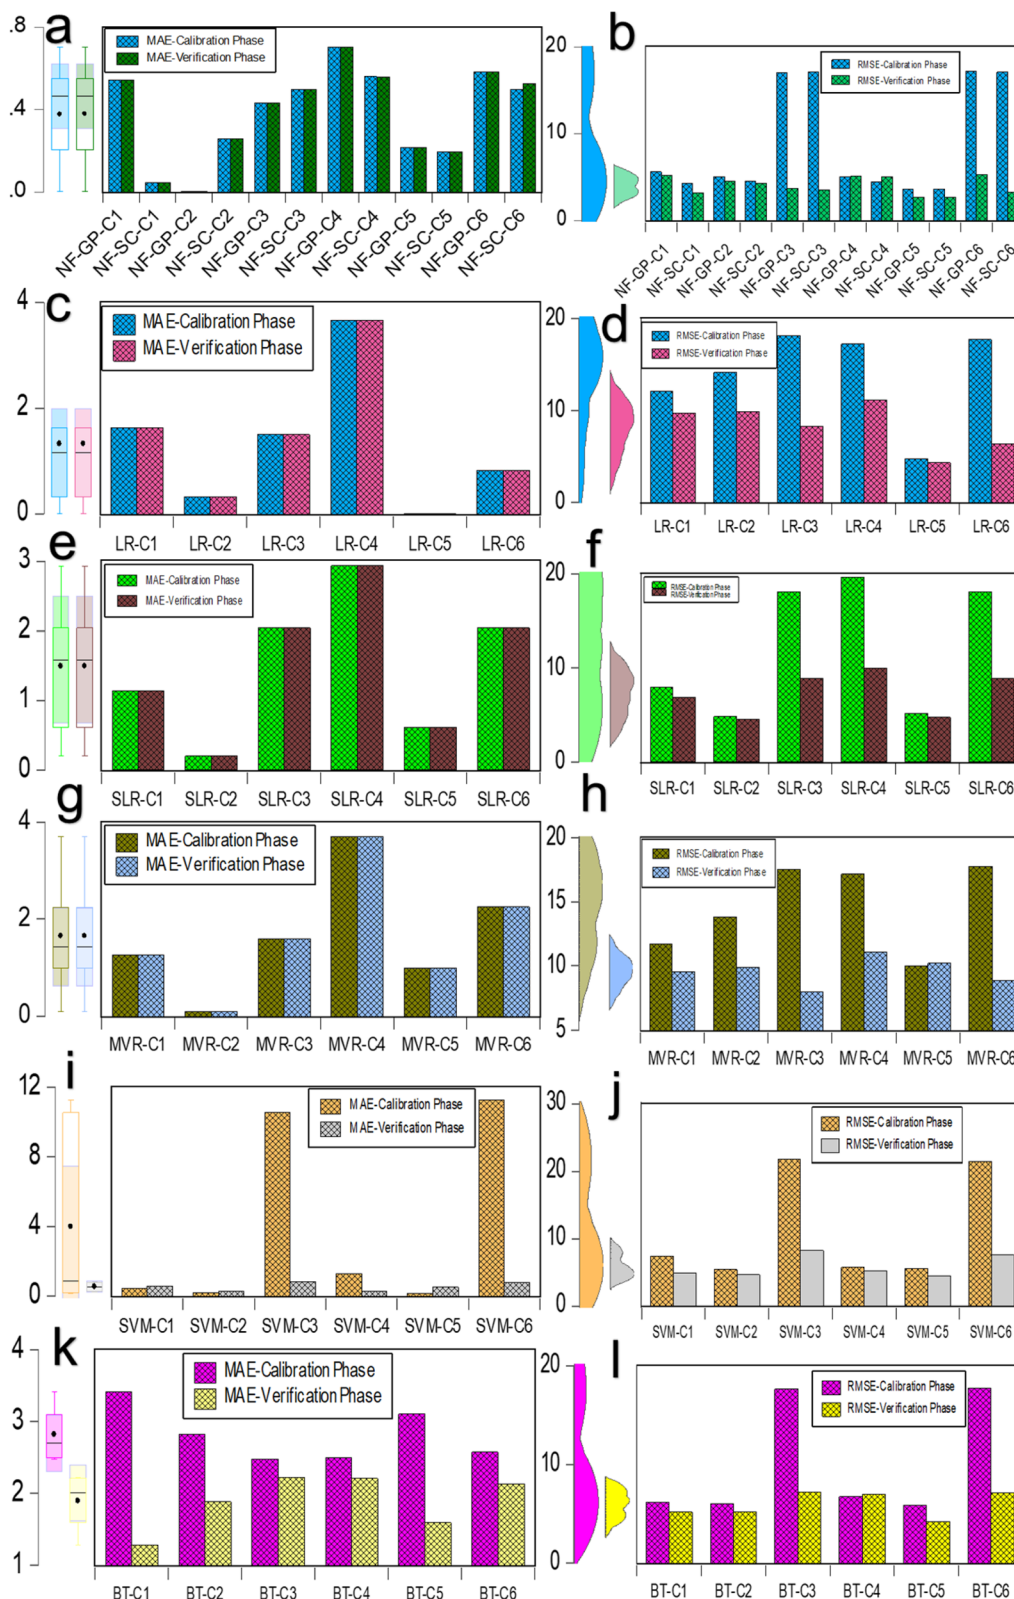 a
.8
.4
.0
MAE-Calibration Phase
MAE-Verification Phase
NF-GP-C1
NF-SC-C1
NF-GP-C2
NF-SC-C2
NF-GP-C3
NF-SC-C3
NF-GP-C4
NF-SC-C4
NF-GP-C5
NF-SC-C5
NF-GP-C6
NF-SC-C6
b
20
10
0
RMSE-Calibration Phase
RMSE-Verification Phase
NF-GP-C1
NF-SC-C1
NF-GP-C2
NF-SC-C2
NF-GP-C3
NF-SC-C3
NF-GP-C4
NF-SC-C4
NF-GP-C5
NF-SC-C5
NF-GP-C6
NF-SC-C6
c
4
2
0
MAE-Calibration Phase
MAE-Verification Phase
LR-C1 LR-C2 LR-C3 LR-C4 LR-C5 LR-C6
d
20
10
0
RMSE-Calibration Phase
RMSE-Verification Phase
LR-C1 LR-C2 LR-C3 LR-C4 LR-C5 LR-C6
e
3
2
1
0
MAE-Calibration Phase
MAE-Verification Phase
SLR-C1 SLR-C2 SLR-C3 SLR-C4 SLR-C5 SLR-C6
f
20
10
0
RMSE-Calibration Phase
RMSE-Verification Phase
SLR-C1 SLR-C2 SLR-C3 SLR-C4 SLR-C5 SLR-C6
g
4
2
0
MAE-Calibration Phase
MAE-Verification Phase
MVR-C1 MVR-C2 MVR-C3 MVR-C4 MVR-C5 MVR-C6
h
20
15
10
5
RMSE-Calibration Phase
RMSE-Verification Phase
MVR-C1 MVR-C2 MVR-C3 MVR-C4 MVR-C5 MVR-C6
i
12
8
4
0
MAE-Calibration Phase
MAE-Verification Phase
SVM-C1 SVM-C2 SVM-C3 SVM-C4 SVM-C5 SVM-C6
j
30
20
10
0
RMSE-Calibration Phase
RMSE-Verification Phase
SVM-C1 SVM-C2 SVM-C3 SVM-C4 SVM-C5 SVM-C6
k
4
3
2
1
MAE-Calibration Phase
MAE-Verification Phase
BT-C1 BT-C2 BT-C3 BT-C4 BT-C5 BT-C6
l
20
10
0
RMSE-Calibration Phase
RMSE-Verification Phase
BT-C1 BT-C2 BT-C3 BT-C4 BT-C5 BT-C6